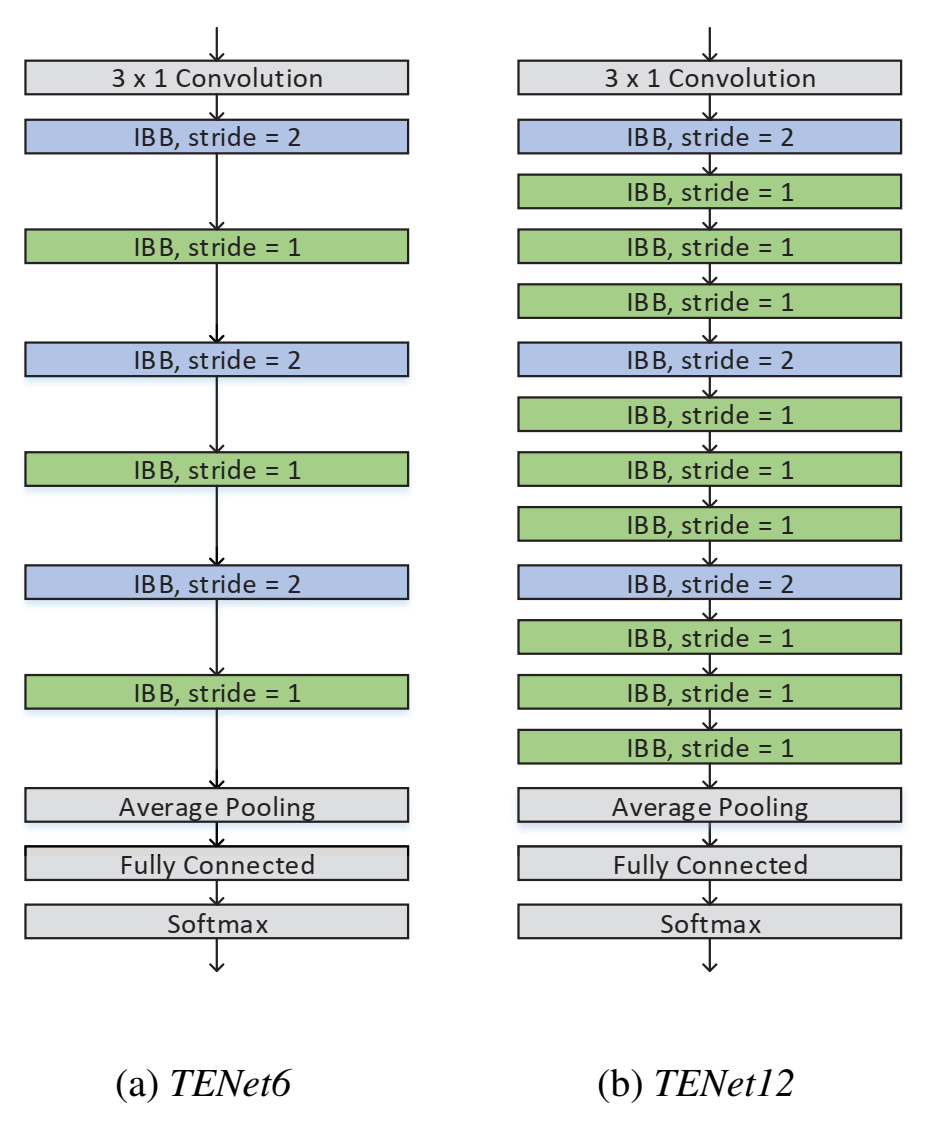 3 x 1 Convolution
IBB, stride = 2
IBB, stride = 1
IBB, stride = 2
IBB, stride = 1
IBB, stride = 2
IBB, stride = 1
Average Pooling
Fully Connected
Softmax
(a) TENet6
3 x 1 Convolution
IBB, stride = 2
IBB, stride = 1
IBB, stride = 1
IBB, stride = 1
IBB, stride = 2
IBB, stride = 1
IBB, stride = 1
IBB, stride = 1
IBB, stride = 2
IBB, stride = 1
IBB, stride = 1
IBB, stride = 1
Average Pooling
Fully Connected
Softmax
(b) TENet12